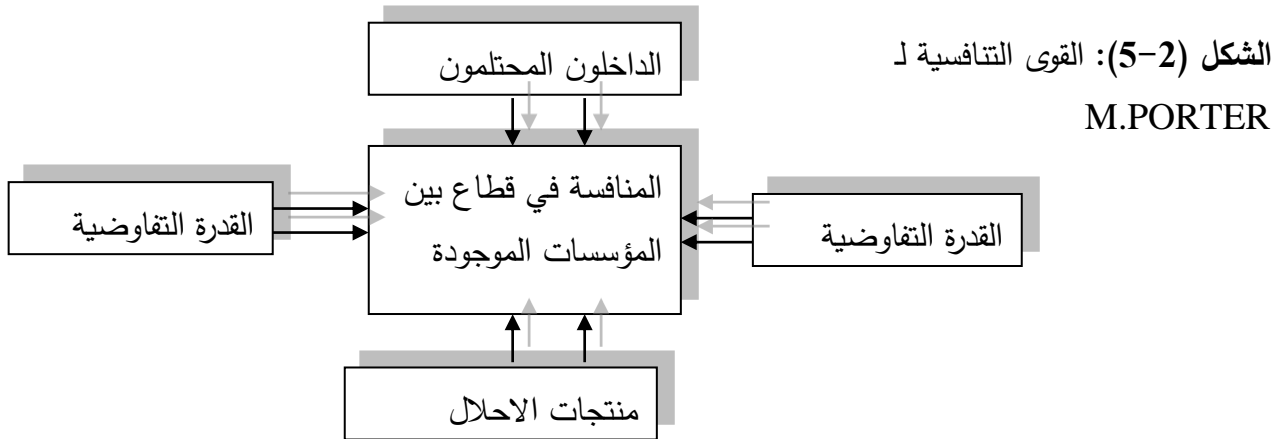 الشكل (2-5): القوى التنافسية لـ
M.PORTER
الداخلون المحتلمون
المنافسة في قطاع بين
المؤسسات الموجودة
القدرة التفاوضية
القدرة التفاوضية
منتجات الاحلال